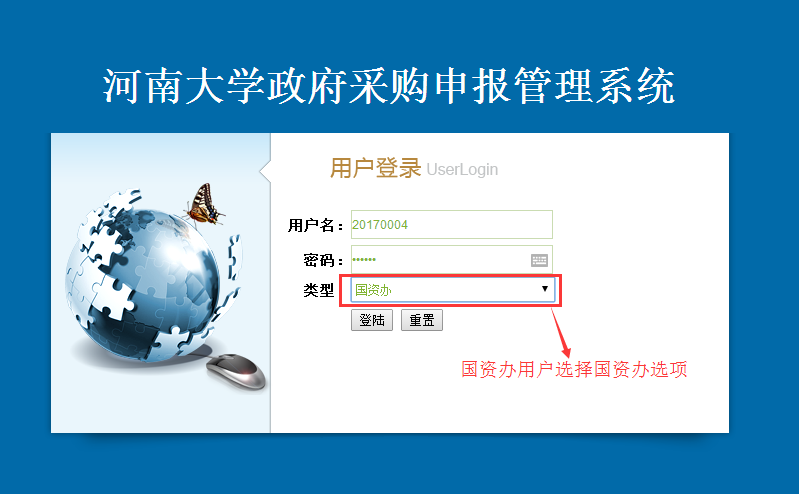 河南大学政府采购申报管理系统
用户登录 UserLogin
用户名： 20170004
密码： ••••••
类型 国资办
登陆 重置
国资办用户选择国资办选项